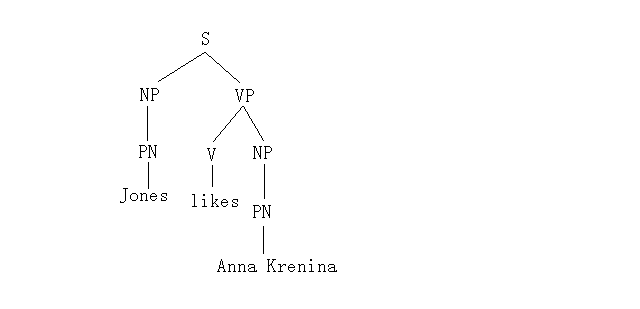 S
NP VP
PN V NP
Jones likes
PN
Anna Krenina